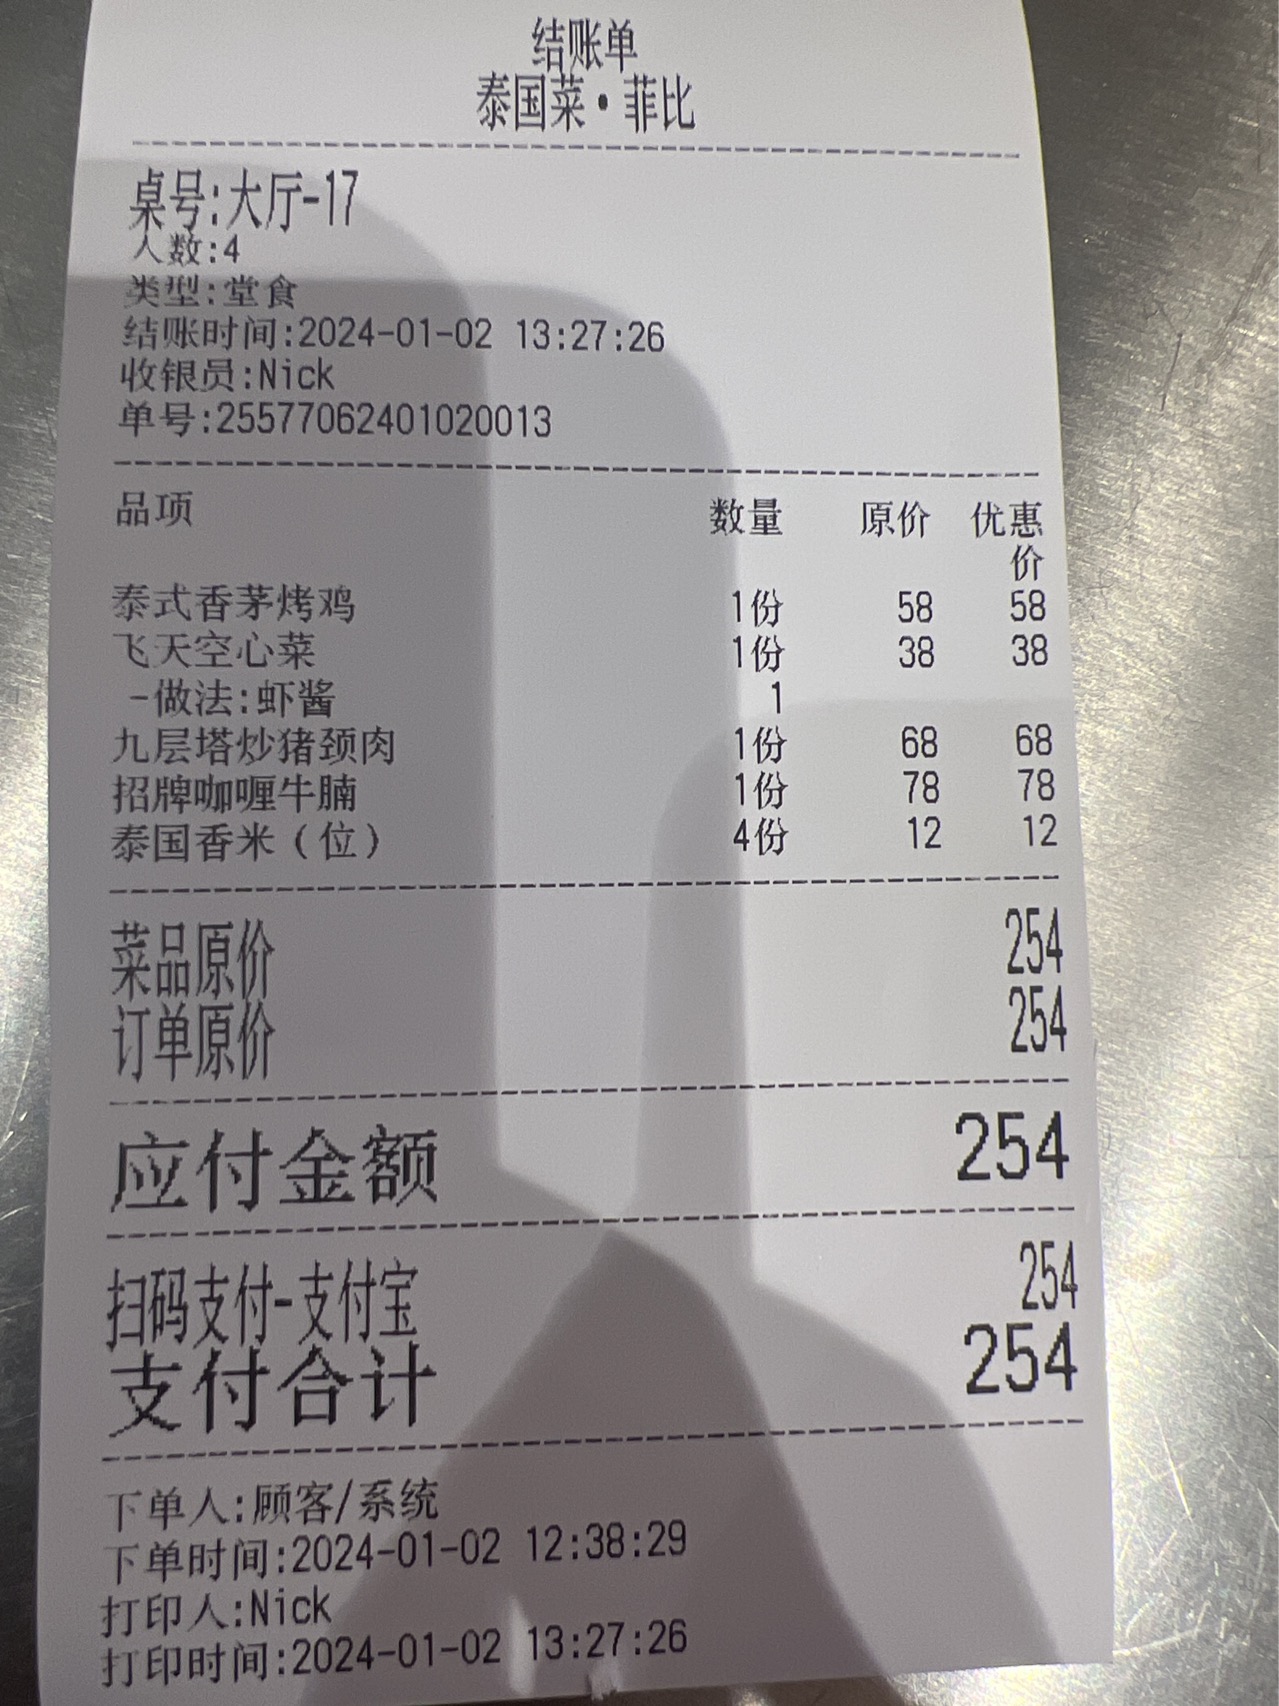 结账单
泰国菜·菲比
桌号:大厅-17
人数:4
类型:堂食
结账时间:2024-01-02 13:27:26
收银员:Nick
单号:25577062401020013
品项 数量 原价 优惠价
泰式香茅烤鸡 1份 58 58
飞天空心菜 1份 38 38
-做法:虾酱 1
九层塔炒猪颈肉 1份 68 68
招牌咖喱牛腩 1份 78 78
泰国香米(位) 4份 12 12
菜品原价 254
订单原价 254
应付金额 254
扫码支付-支付宝 254
支付合计 254
下单人:顾客/系统
下单时间:2024-01-02 12:38:29
打印人:Nick
打印时间:2024-01-02 13:27:26